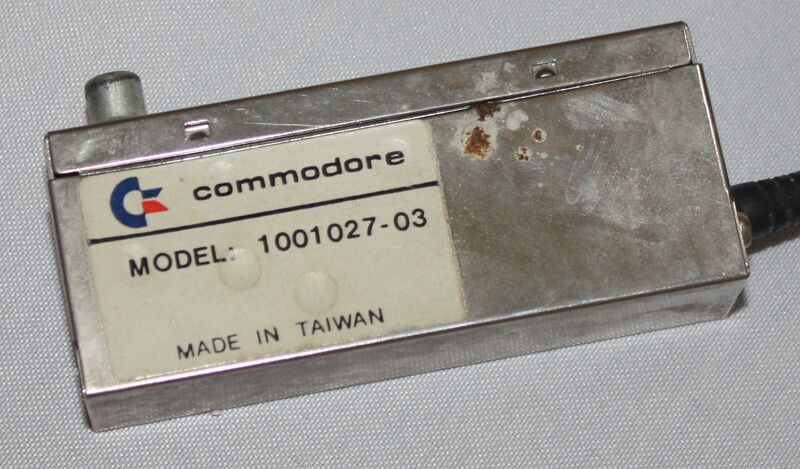 commodore
MODEL: 1001027-03
MADE IN TAIWAN